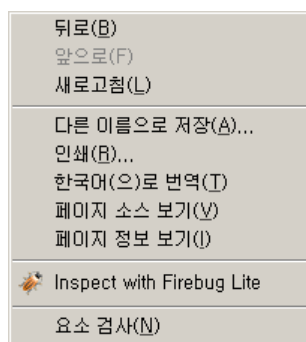 뒤로(B)
앞으로(F)
새로고침(L)
다른 이름으로 저장(A)...
인쇄(R)...
한국어(으)로 번역(T)
페이지 소스 보기(V)
페이지 정보 보기(I)
Inspect with Firebug Lite
요소 검사(N)